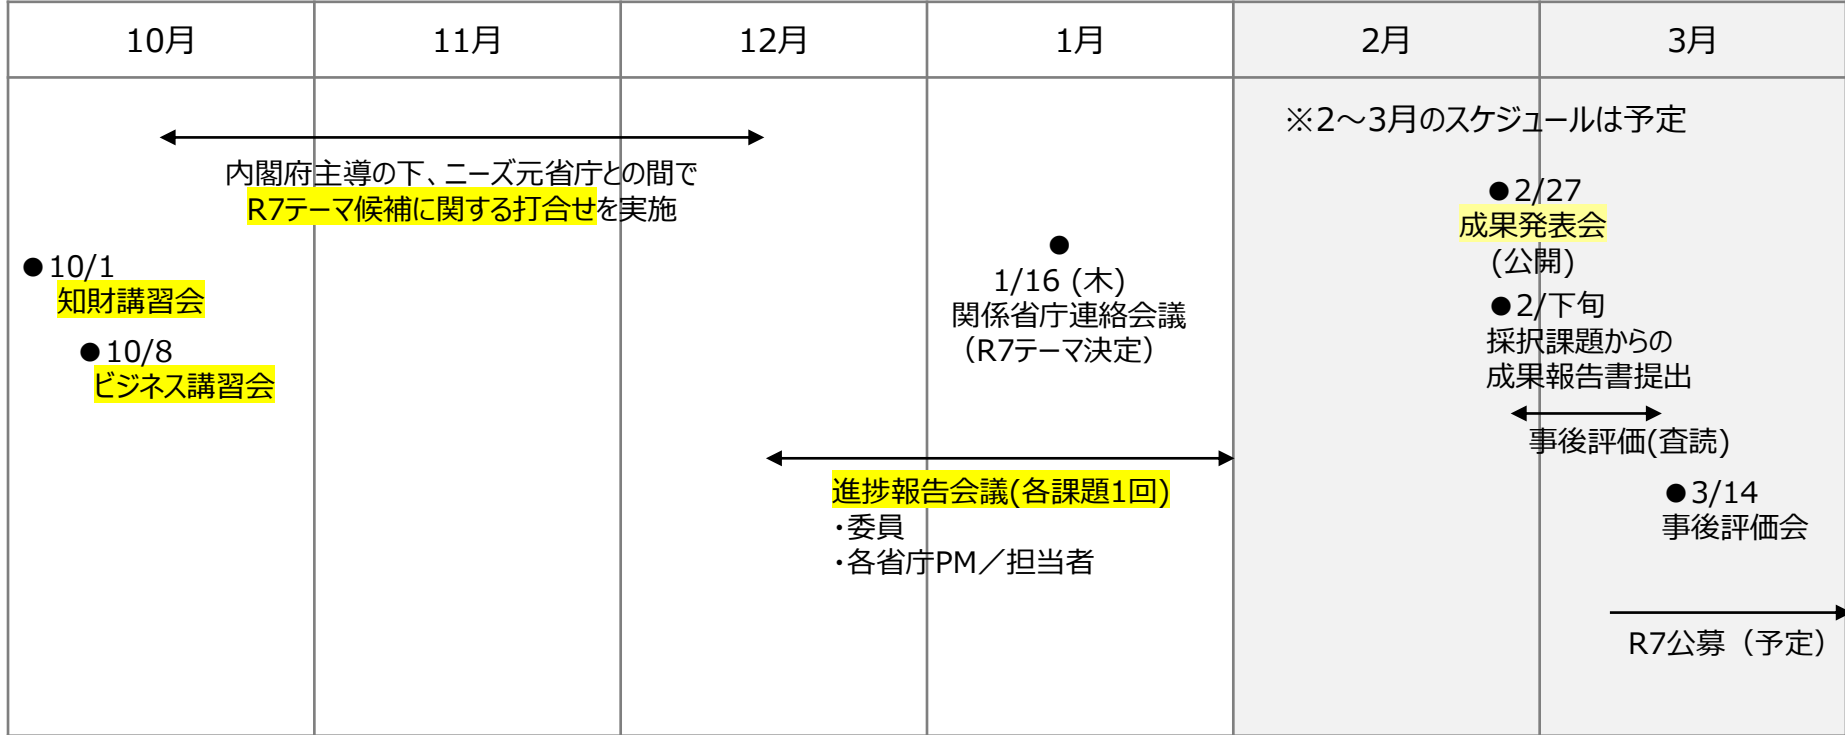 10月
11月
12月
1月
2月
3月
※2～3月のスケジュールは予定
内閣府主導の下、ニーズ元省庁との間で
R7テーマ候補に関する打合せを実施
●10/1
知財講習会
●10/8
ビジネス講習会
●
1/16 (木)
関係省庁連絡会議
（R7テーマ決定）
●2/27
成果発表会
(公開)
●2/下旬
採択課題からの
成果報告書提出
事後評価(査読)
進捗報告会議(各課題1回)
・委員
・各省庁PM／担当者
●3/14
事後評価会
R7公募（予定）